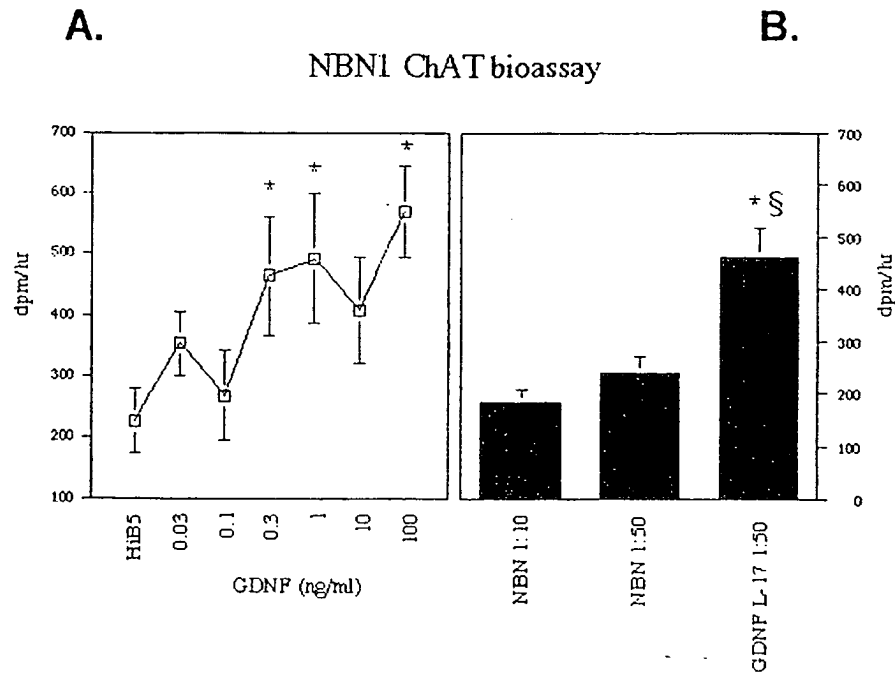 A.
B.
NBN1 ChAT bioassay
700
600
500
400
300
200
100
dpm/hr
* * *
HiB5
0.03
0.1
0.3
1
10
100
GDNF (ng/ml)
* §
700
600
500
400
300
200
100
0
dpm/hr
NBN 1:10
NBN 1:50
GDNF L-17 1:50